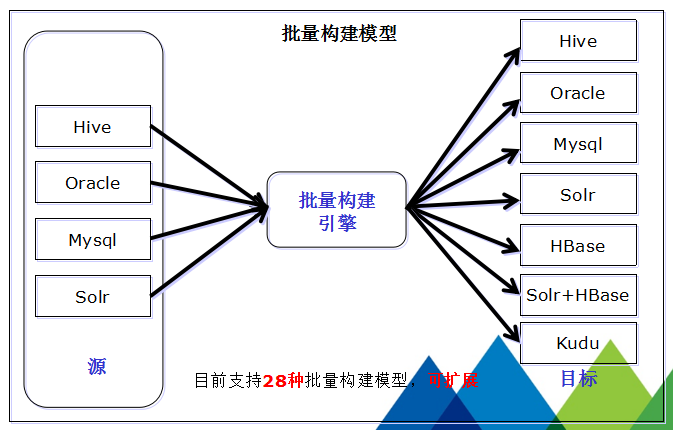 批量构建模型
Hive
Oracle
Mysql
Solr
源
批量构建
引擎
Hive
Oracle
Mysql
Solr
HBase
Solr+HBase
Kudu
目标
目前支持28种批量构建模型，可扩展